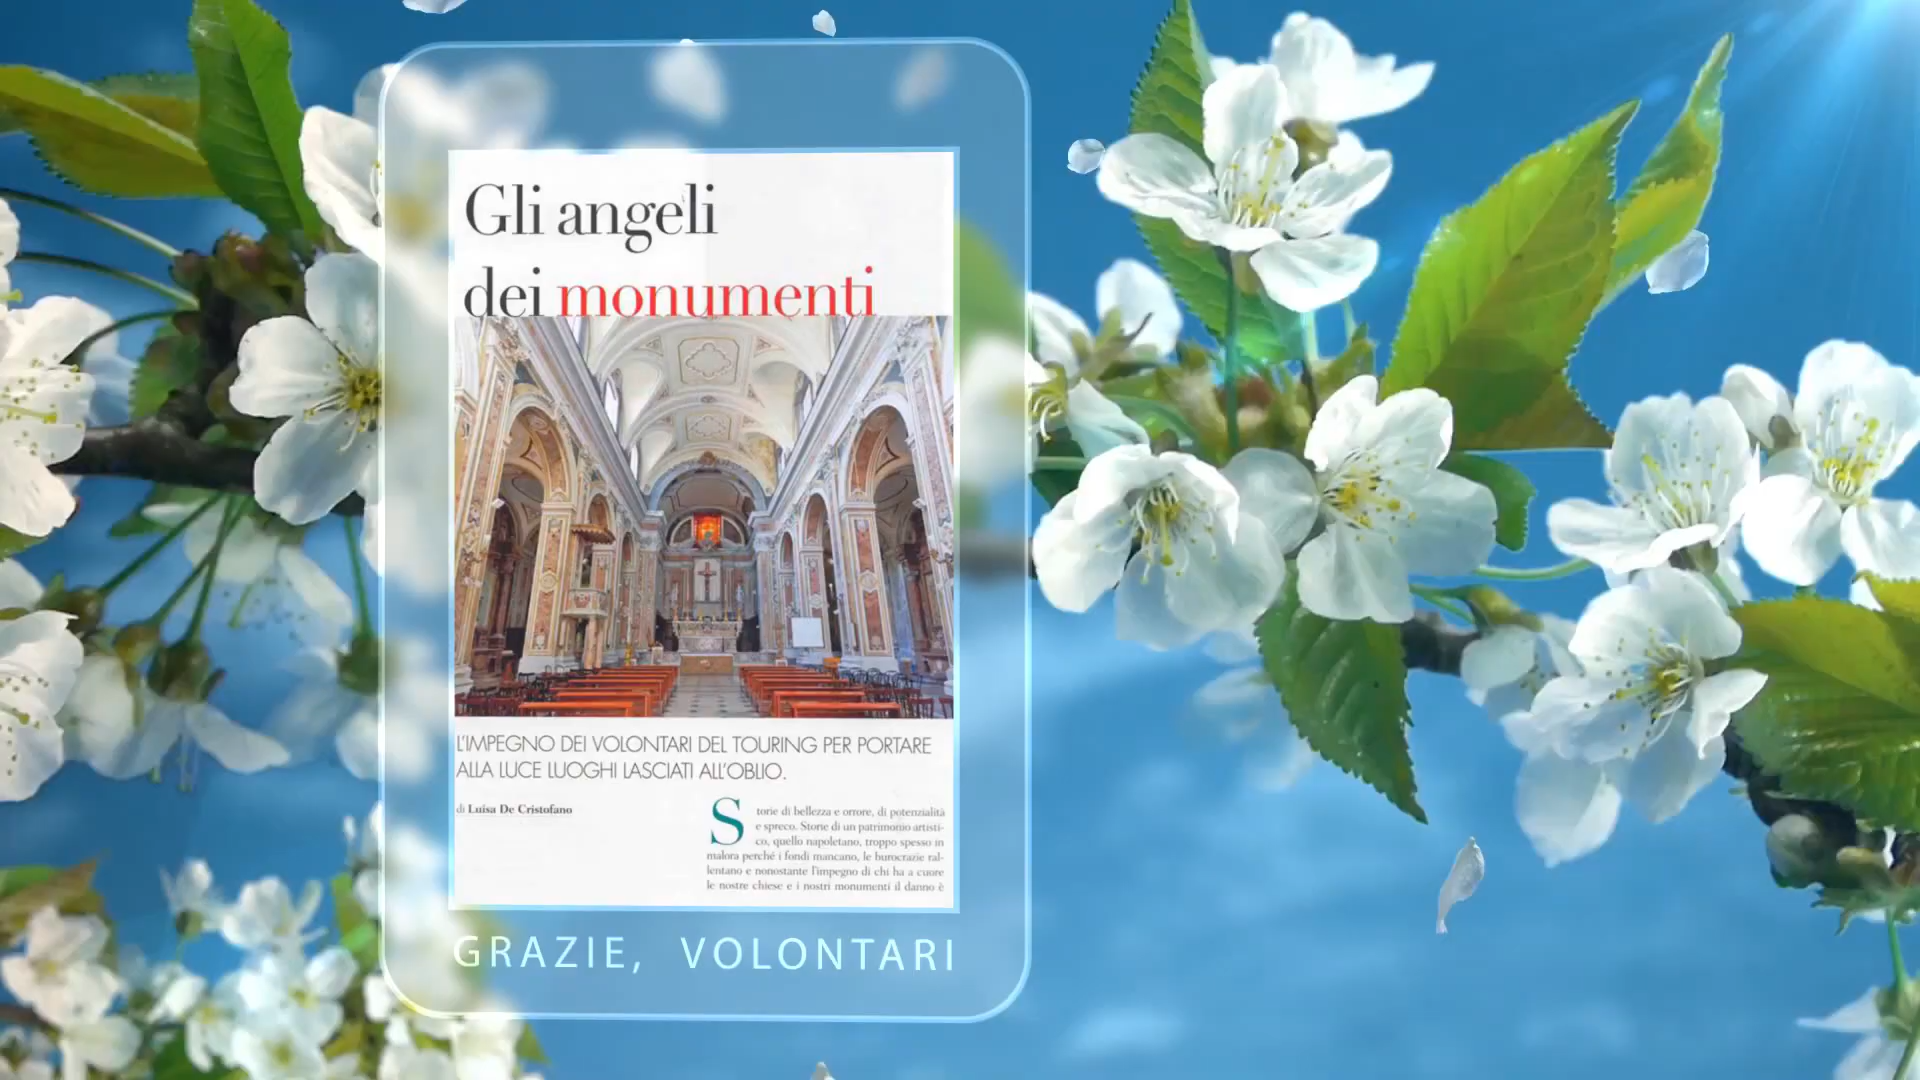 Gli angeli
dei monumenti
L'IMPEGNO DEI VOLONTARI DEL TOURING PER PORTARE
ALLA LUCE LUOGHI LASCIATI ALL'OBLIO.
di Luisa De Cristofano
Storie di bellezza e orrore, di potenzialità
e spreco. Storie di un patrimonio artisti-
co, quello napoletano, troppo spesso in
malora perché i fondi mancano, le burocrazie ral-
lentano e nonostante l'impegno di chi ha a cuore
le nostre chiese e i nostri monumenti il danno è
GRAZIE, VOLONTARI